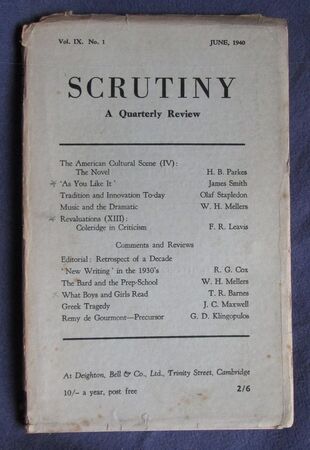 Vol. IX. No. 1 JUNE, 1940
SCRUTINY
A Quarterly Review
The American Cultural Scene (IV):
The Novel H. B. Parkes
'As You Like It' James Smith
Tradition and Innovation To-day Olaf Stapledon
Music and the Dramatic W. H. Mellers
Revaluations (XIII):
Coleridge in Criticism F. R. Leavis
Comments and Reviews
Editorial: Retrospect of a Decade
'New Writing' in the 1930's R. G. Cox
The Bard and the Prep-School W. H. Mellers
What Boys and Girls Read T. R. Barnes
Greek Tragedy J. C. Maxwell
Remy de Gourmont—Precursor G. D. Klingopulos
At Deighton, Bell & Co., Ltd., Trinity Street, Cambridge
10/- a year, post free 2/6